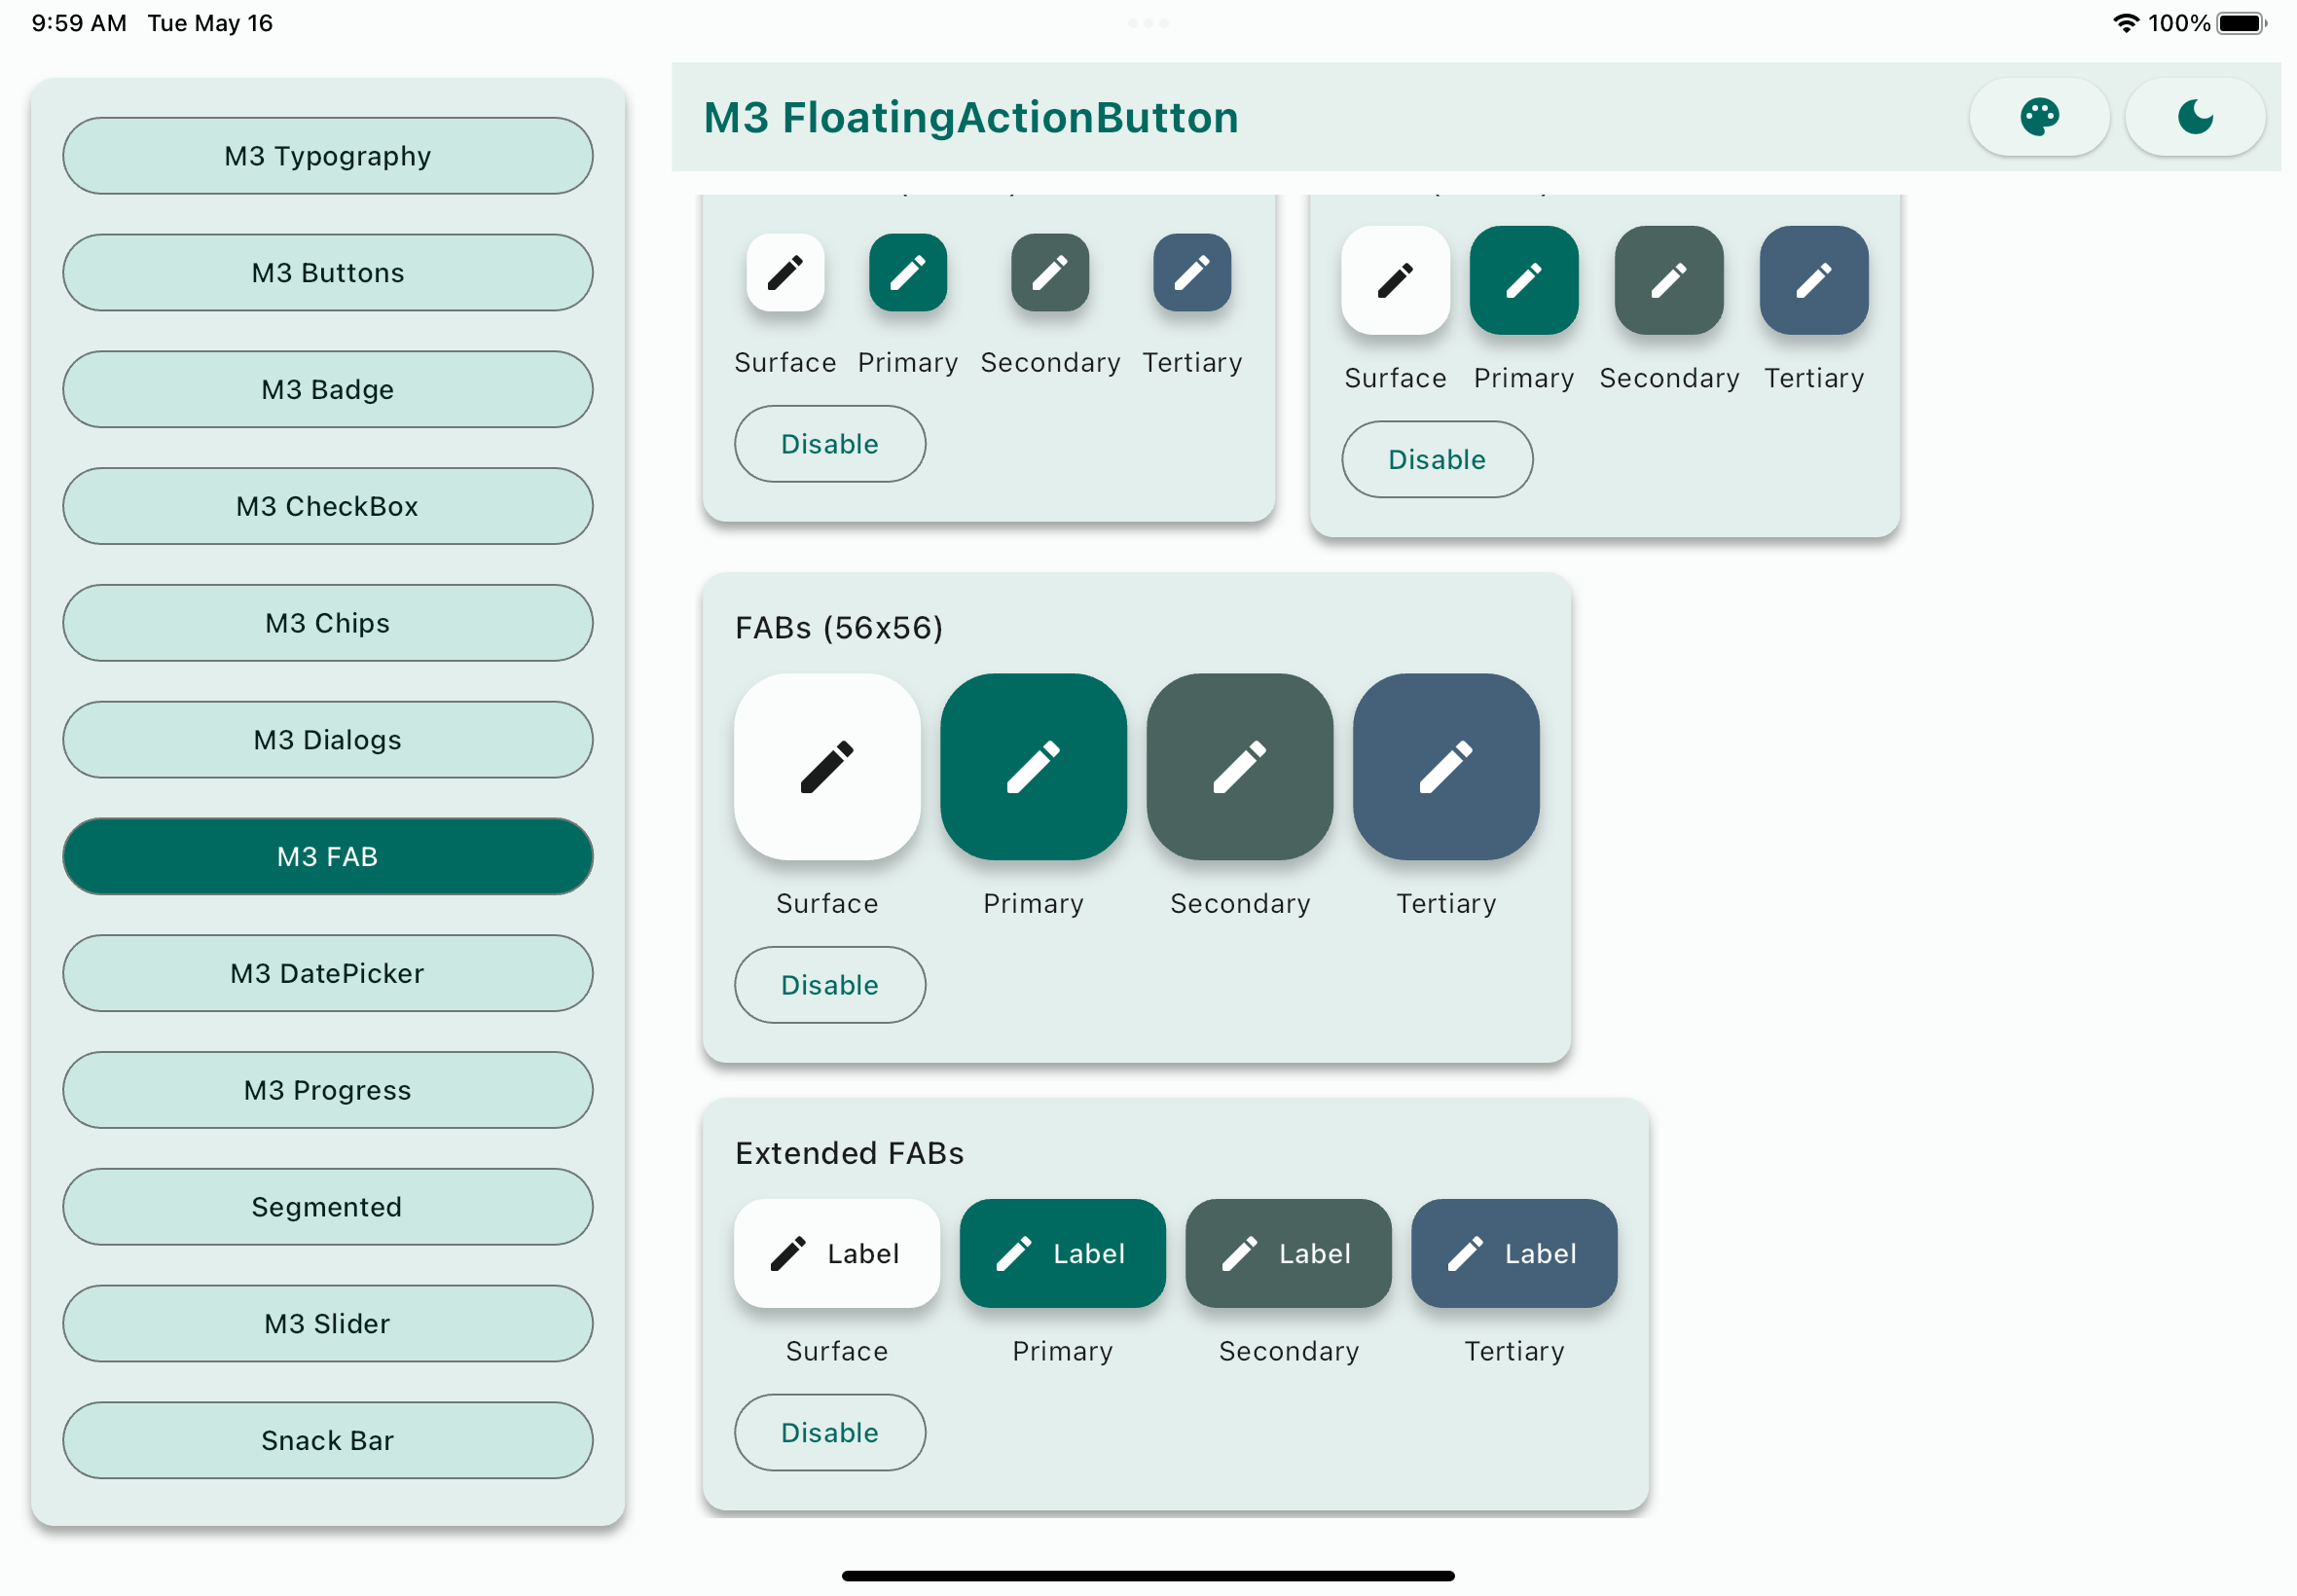 9:59 AM Tue May 16
100%
M3 Typography
M3 Buttons
M3 Badge
M3 CheckBox
M3 Chips
M3 Dialogs
M3 FAB
M3 DatePicker
M3 Progress
Segmented
M3 Slider
Snack Bar
M3 FloatingActionButton
Surface Primary Secondary Tertiary
Disable
Surface Primary Secondary Tertiary
Disable
FABs (56x56)
Surface Primary Secondary Tertiary
Disable
Extended FABs
Label Label Label Label
Surface Primary Secondary Tertiary
Disable